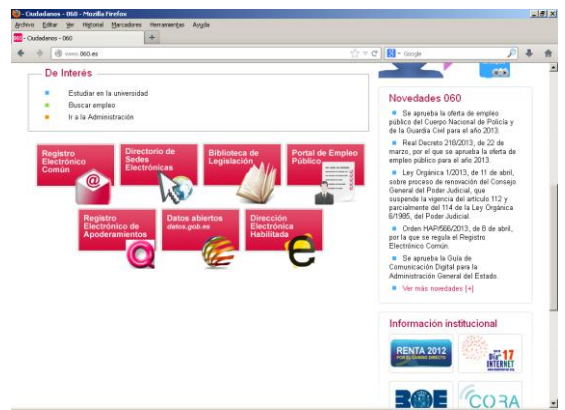 - Ciudadanos - 060 - Mozilla Firefox
Archivo Editar Ver Historial Marcadores Herramientas Ayuda
060 - Ciudadanos - 060
www.060.es
Google
De Interés
Estudiar en la universidad
Buscar empleo
Ir a la Administración
Registro
Electrónico
Común
Directorio de
Sedes
Electrónicas
Biblioteca de
Legislación
Portal de Empleo
Público
Registro
Electrónico de
Apoderamientos
Datos abiertos
datos.gob.es
Dirección
Electrónica
Habilitada
Novedades 060
Se aprueba la oferta de empleo
público del Cuerpo Nacional de Policía y
de la Guardia Civil para el año 2013.
Real Decreto 218/2013, de 22 de
marzo, por el que se aprueba la oferta de
empleo público para el año 2013.
Ley Orgánica 1/2013, de 11 de abril,
sobre proceso de renovación del Consejo
General del Poder Judicial, que
suspende la vigencia del artículo 112 y
parcialmente del 114 de la Ley Orgánica
6/1985, del Poder Judicial.
Orden HAP/566/2013, de 8 de abril,
por la que se regula el Registro
Electrónico Común.
Se aprueba la Guía de
Comunicación Digital para la
Administración General del Estado.
Ver más novedades [+]
Información institucional
RENTA 2012
POR EL CAMINO DIRECTO
Día 17
INTERNET
BOE
CORA